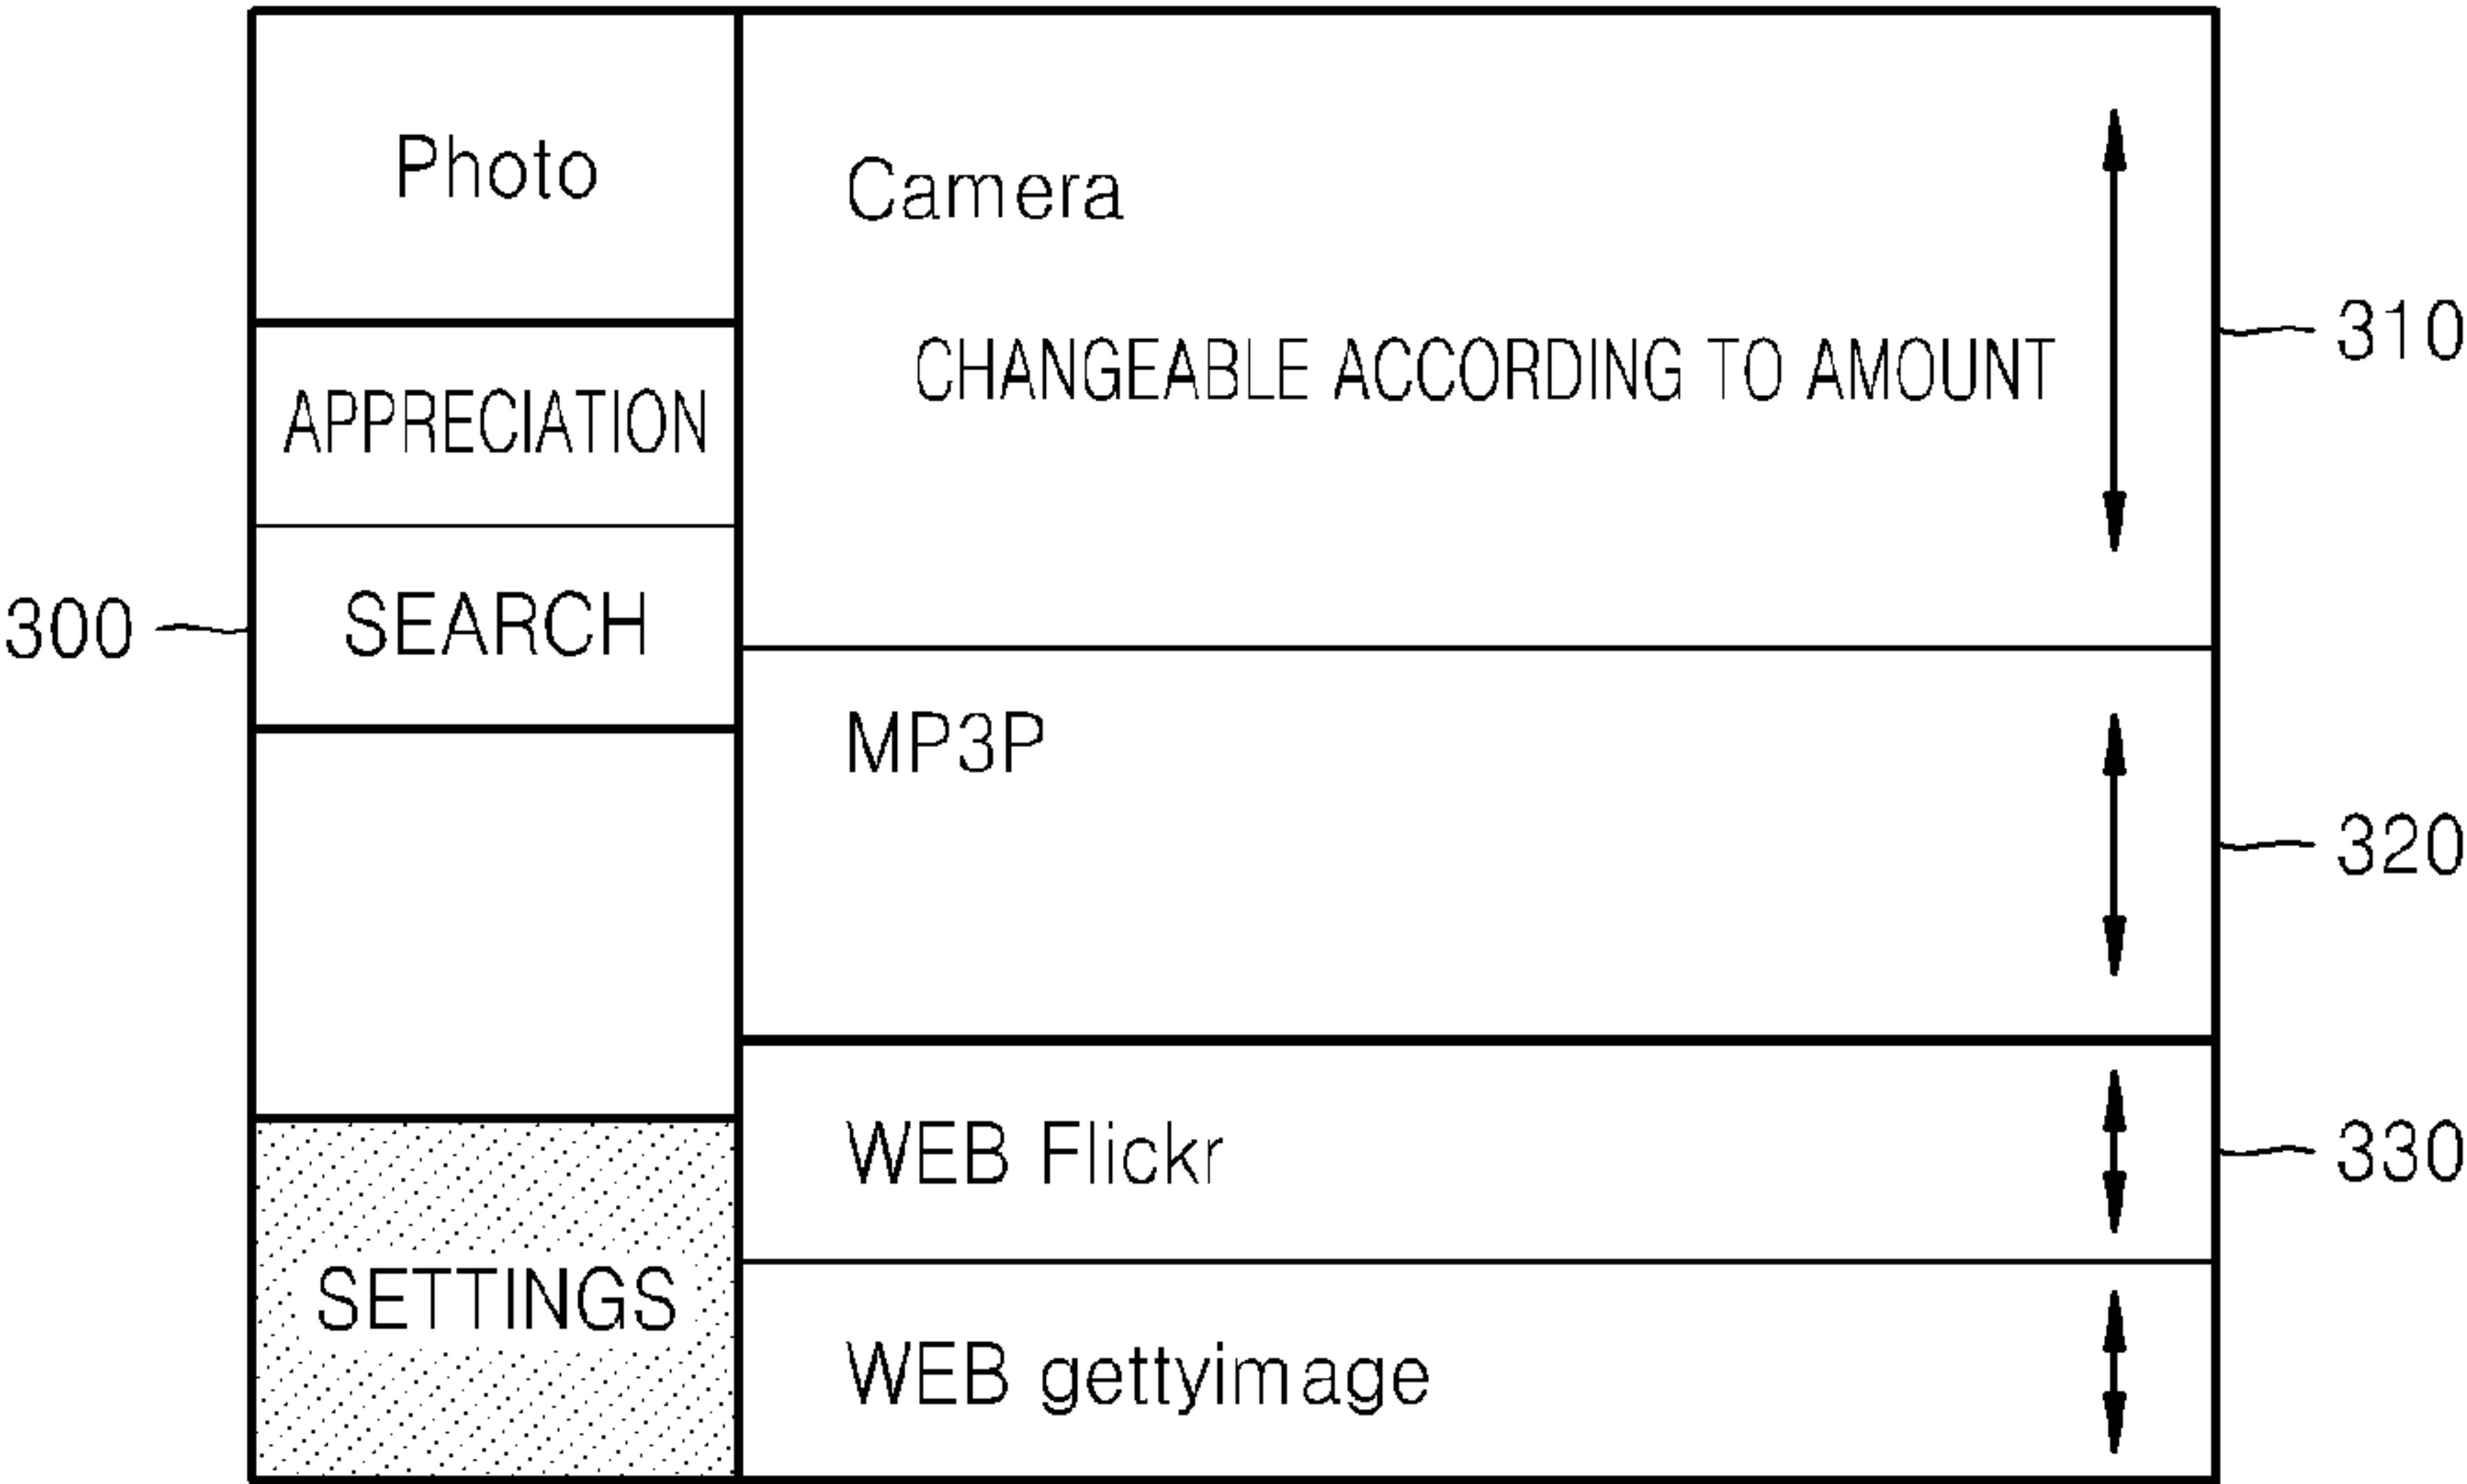 Photo
APPRECIATION
SEARCH
300
SETTINGS
Camera
CHANGEABLE ACCORDING TO AMOUNT
310
MP3P
320
WEB Flickr
330
WEB gettyimage